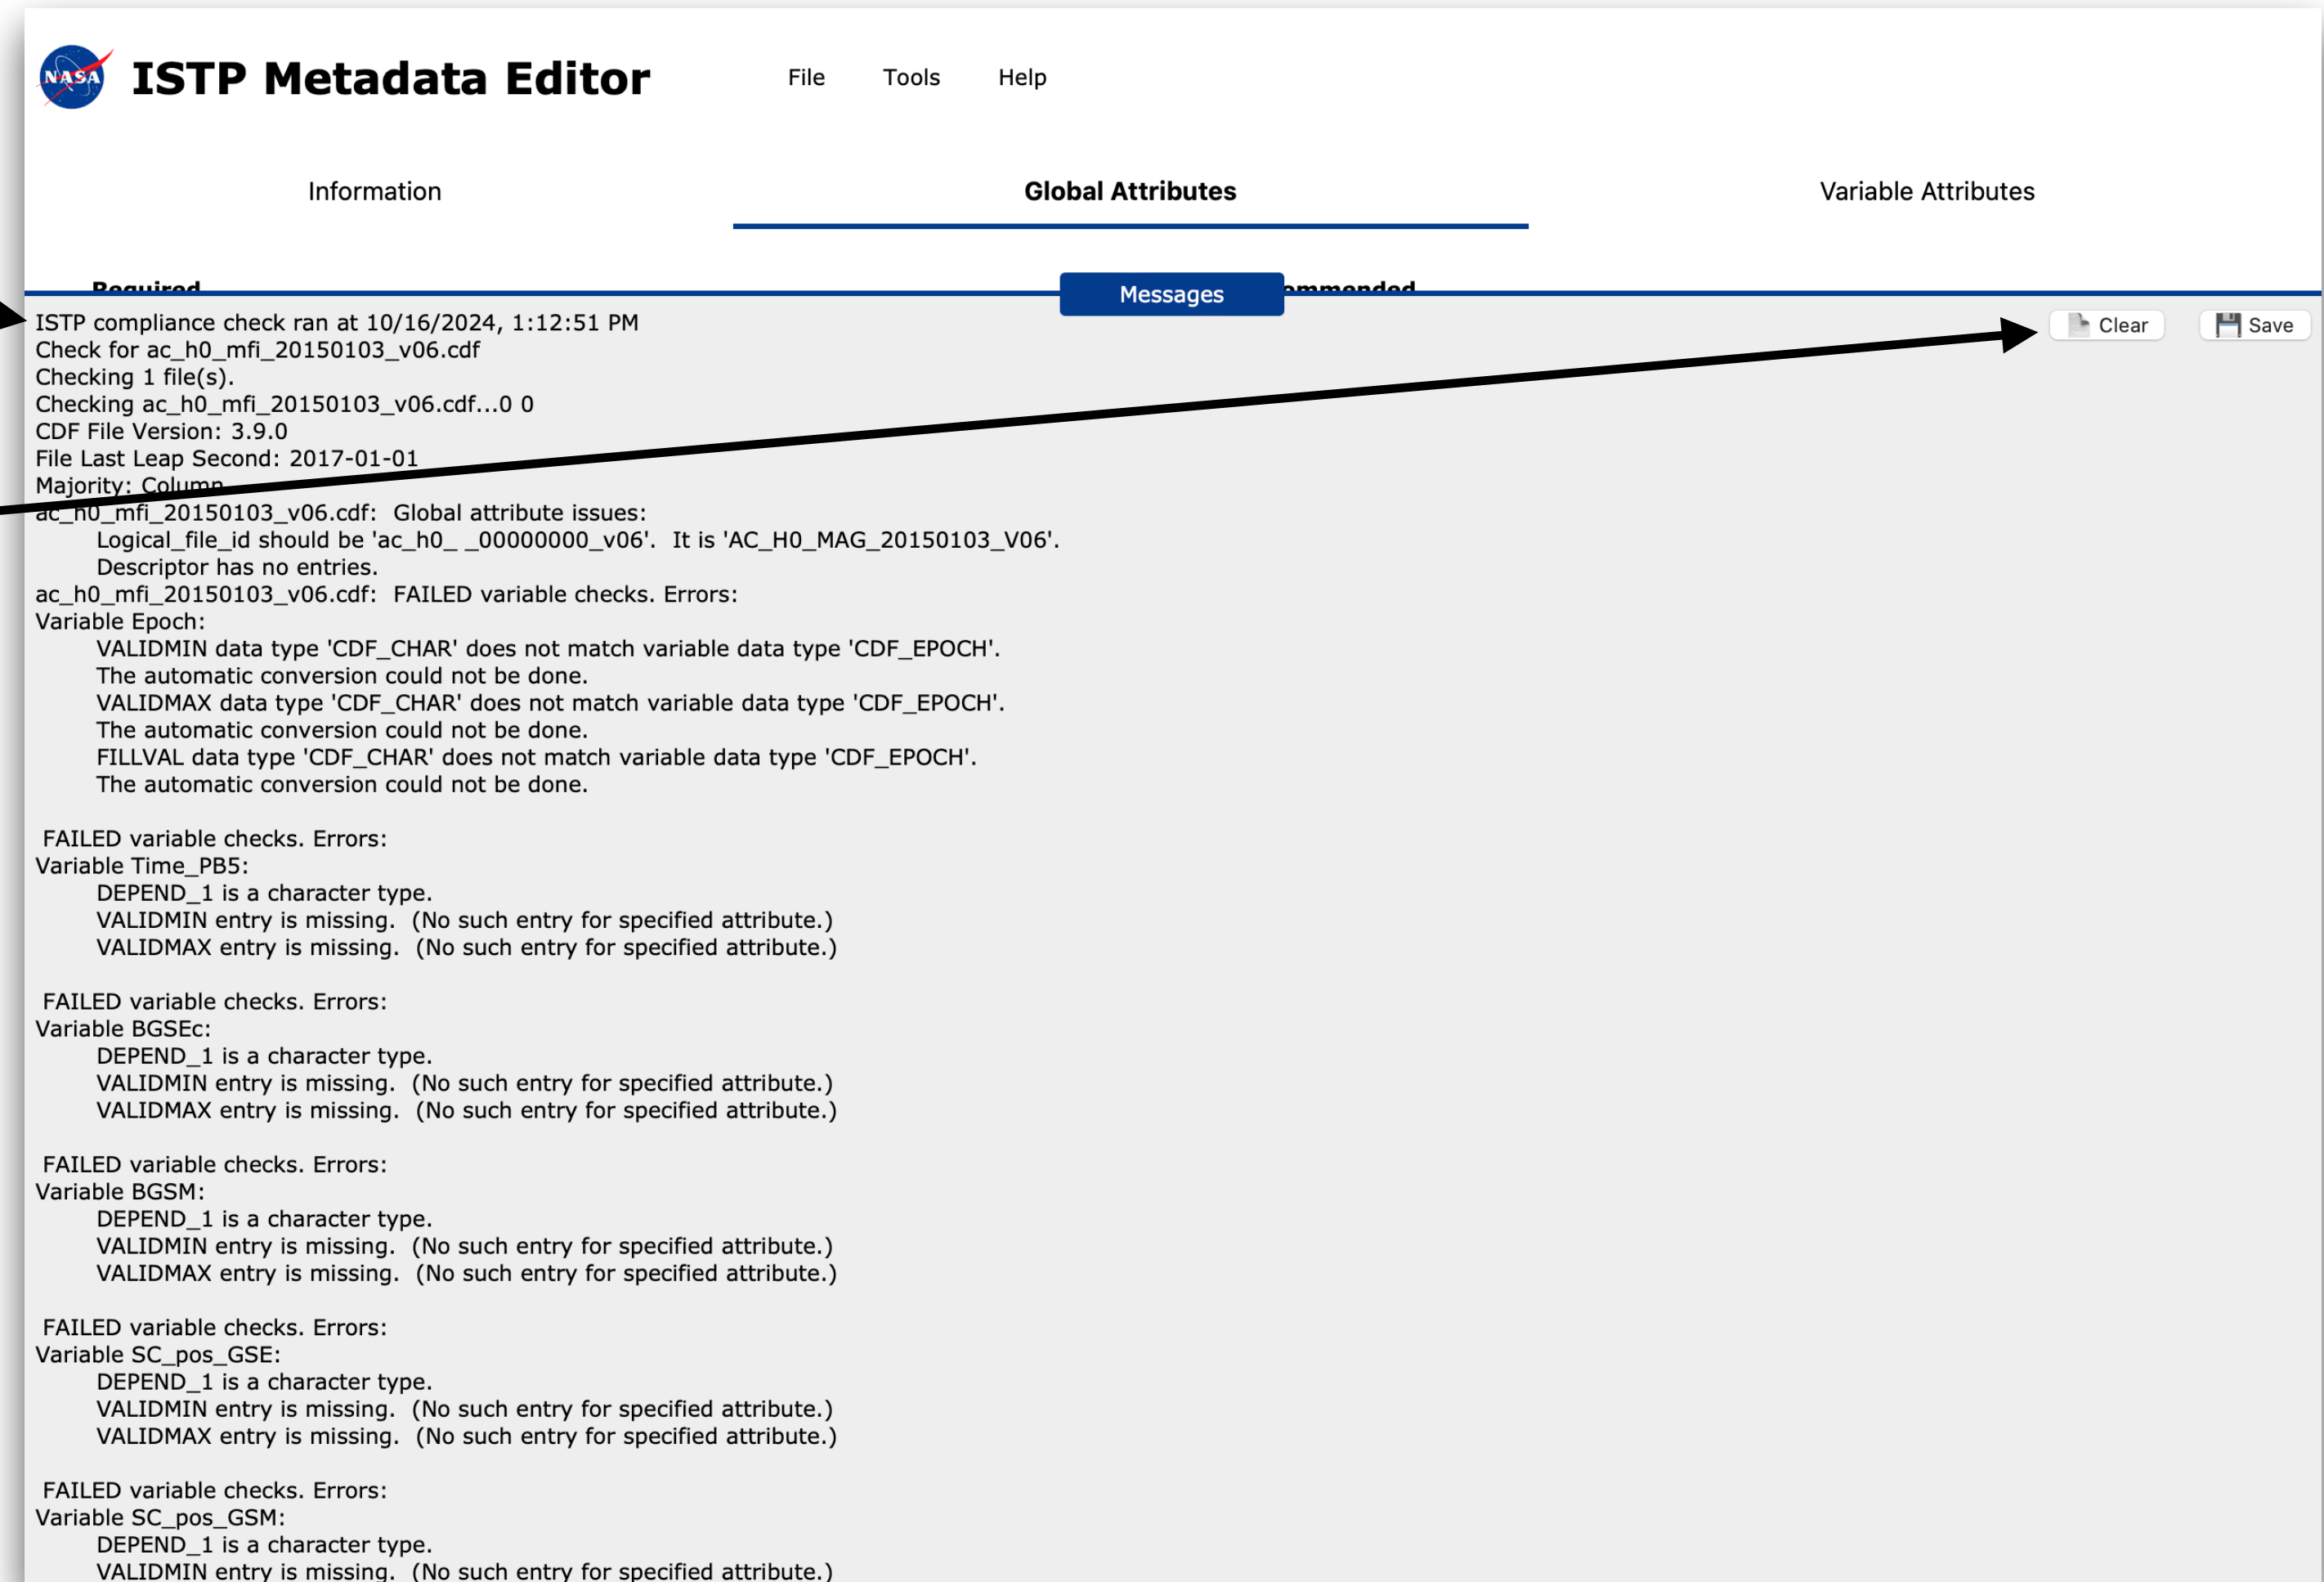 NASA
ISTP Metadata Editor
File Tools Help
Information Global Attributes Variable Attributes
Required
Messages
ISTP compliance check ran at 10/16/2024, 1:12:51 PM
Clear Save
Check for ac_h0_mfi_20150103_v06.cdf
Checking 1 file(s).
Checking ac_h0_mfi_20150103_v06.cdf...0 0
CDF File Version: 3.9.0
File Last Leap Second: 2017-01-01
Majority: Column
ac_h0_mfi_20150103_v06.cdf:  Global attribute issues:
Logical_file_id should be 'ac_h0_ _00000000_v06'.  It is 'AC_H0_MAG_20150103_V06'.
Descriptor has no entries.
ac_h0_mfi_20150103_v06.cdf:  FAILED variable checks. Errors:
Variable Epoch:
VALIDMIN data type 'CDF_CHAR' does not match variable data type 'CDF_EPOCH'.
The automatic conversion could not be done.
VALIDMAX data type 'CDF_CHAR' does not match variable data type 'CDF_EPOCH'.
The automatic conversion could not be done.
FILLVAL data type 'CDF_CHAR' does not match variable data type 'CDF_EPOCH'.
The automatic conversion could not be done.
FAILED variable checks. Errors:
Variable Time_PB5:
DEPEND_1 is a character type.
VALIDMIN entry is missing.  (No such entry for specified attribute.)
VALIDMAX entry is missing.  (No such entry for specified attribute.)
FAILED variable checks. Errors:
Variable BGSEc:
DEPEND_1 is a character type.
VALIDMIN entry is missing.  (No such entry for specified attribute.)
VALIDMAX entry is missing.  (No such entry for specified attribute.)
FAILED variable checks. Errors:
Variable BGSM:
DEPEND_1 is a character type.
VALIDMIN entry is missing.  (No such entry for specified attribute.)
VALIDMAX entry is missing.  (No such entry for specified attribute.)
FAILED variable checks. Errors:
Variable SC_pos_GSE:
DEPEND_1 is a character type.
VALIDMIN entry is missing.  (No such entry for specified attribute.)
VALIDMAX entry is missing.  (No such entry for specified attribute.)
FAILED variable checks. Errors:
Variable SC_pos_GSM:
DEPEND_1 is a character type.
VALIDMIN entry is missing.  (No such entry for specified attribute.)